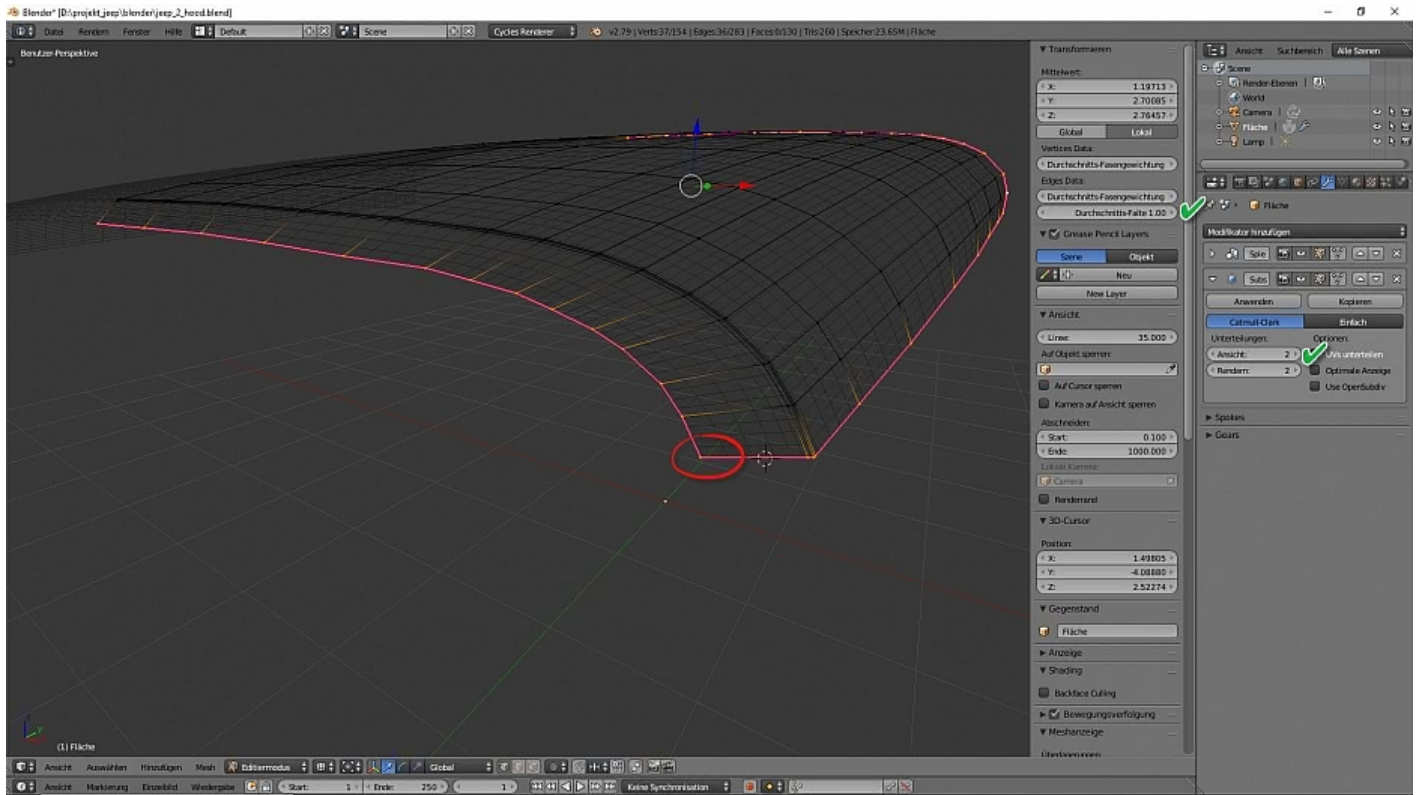 Blender* [D:\projekt_jeep\blender\jeep_2_hood.blend]
Datei Rendern Fenster Hilfe Default Scene Cycles Renderer v2.79 | Verts:37/154 | Edges:36/283 | Faces:0/130 | Tris:260 | Speicher:23.65M | Fläche
Benutzer-Perspektive
(1) Fläche
Ansicht Auswählen Hinzufügen Mesh Editiermodus Global
Ansicht Markierung Einzelbild Wiedergabe Start: 1 Ende: 250 1 Keine Synchronisation
Transformieren
Mittelwert:
X: 1.19713
Y: 2.70085
Z: 2.76457
Global Lokal
Vertices Data:
Durchschnitts-Fasengewichtung
Edges Data:
Durchschnitts-Fasengewichtung
Durchschnitts-Falte 1.00
Grease Pencil Layers
Szene Objekt
Neu
New Layer
Ansicht
Linse: 35.000
Auf Objekt sperren:
Auf Cursor sperren
Kamera auf Ansicht sperren
Abschneiden:
Start: 0.100
Ende: 1000.000
Lokale Kamera:
Camera
Renderrand
3D-Cursor
Position:
X: 1.49805
Y: -4.08880
Z: 2.52274
Gegenstand
Fläche
Anzeige
Shading
Backface Culling
Bewegungsverfolgung
Meshanzeige
Überlagerungen:
Ansicht Suchbereich Alle Szenen
Scene
Render-Ebenen
World
Camera
Fläche
Lamp
Fläche
Modifikator hinzufügen
Spie
Subs
Anwenden Kopieren
Catmull-Clark Einfach
Unterteilungen: Optionen:
Ansicht: 2 UVs unterteilen
Rendern: 2 Optimale Anzeige
Use OpenSubdiv
Spokes
Gears